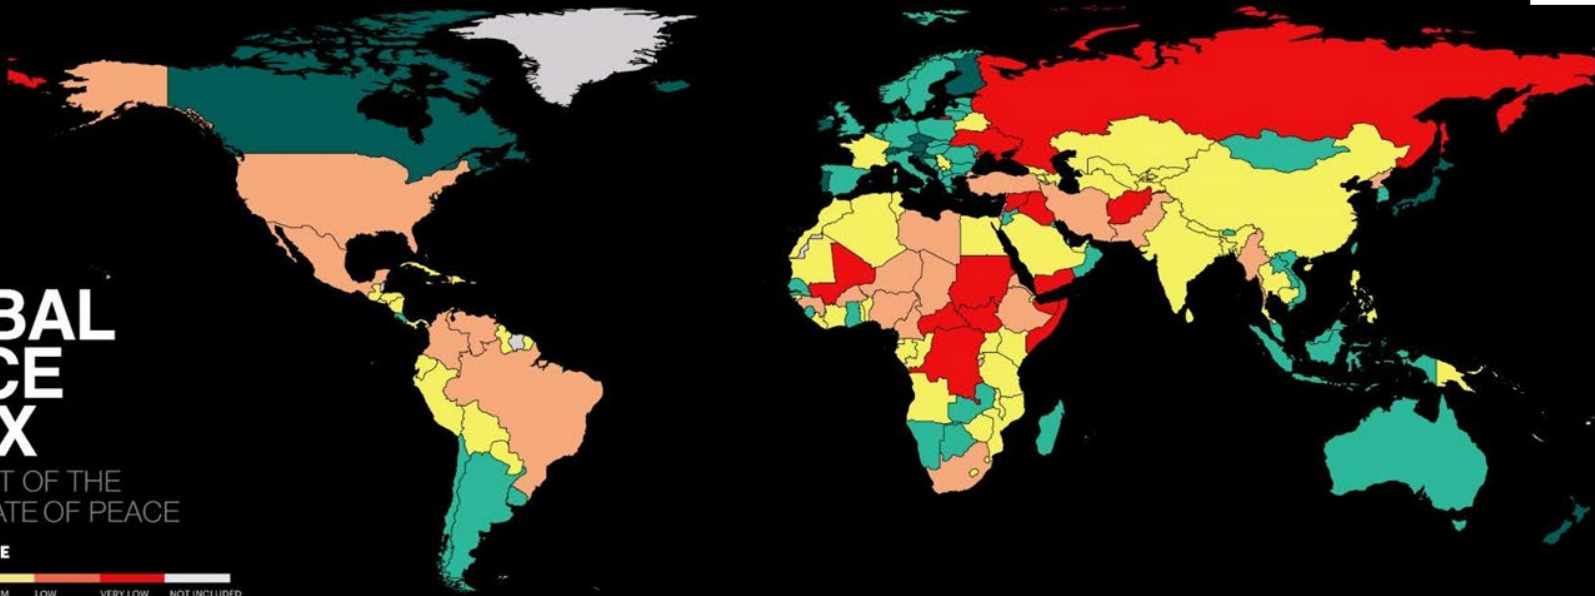 BAL
CE
X
T OF THE
ATE OF PEACE
E
M LOW VERY LOW NOT INCLUDED